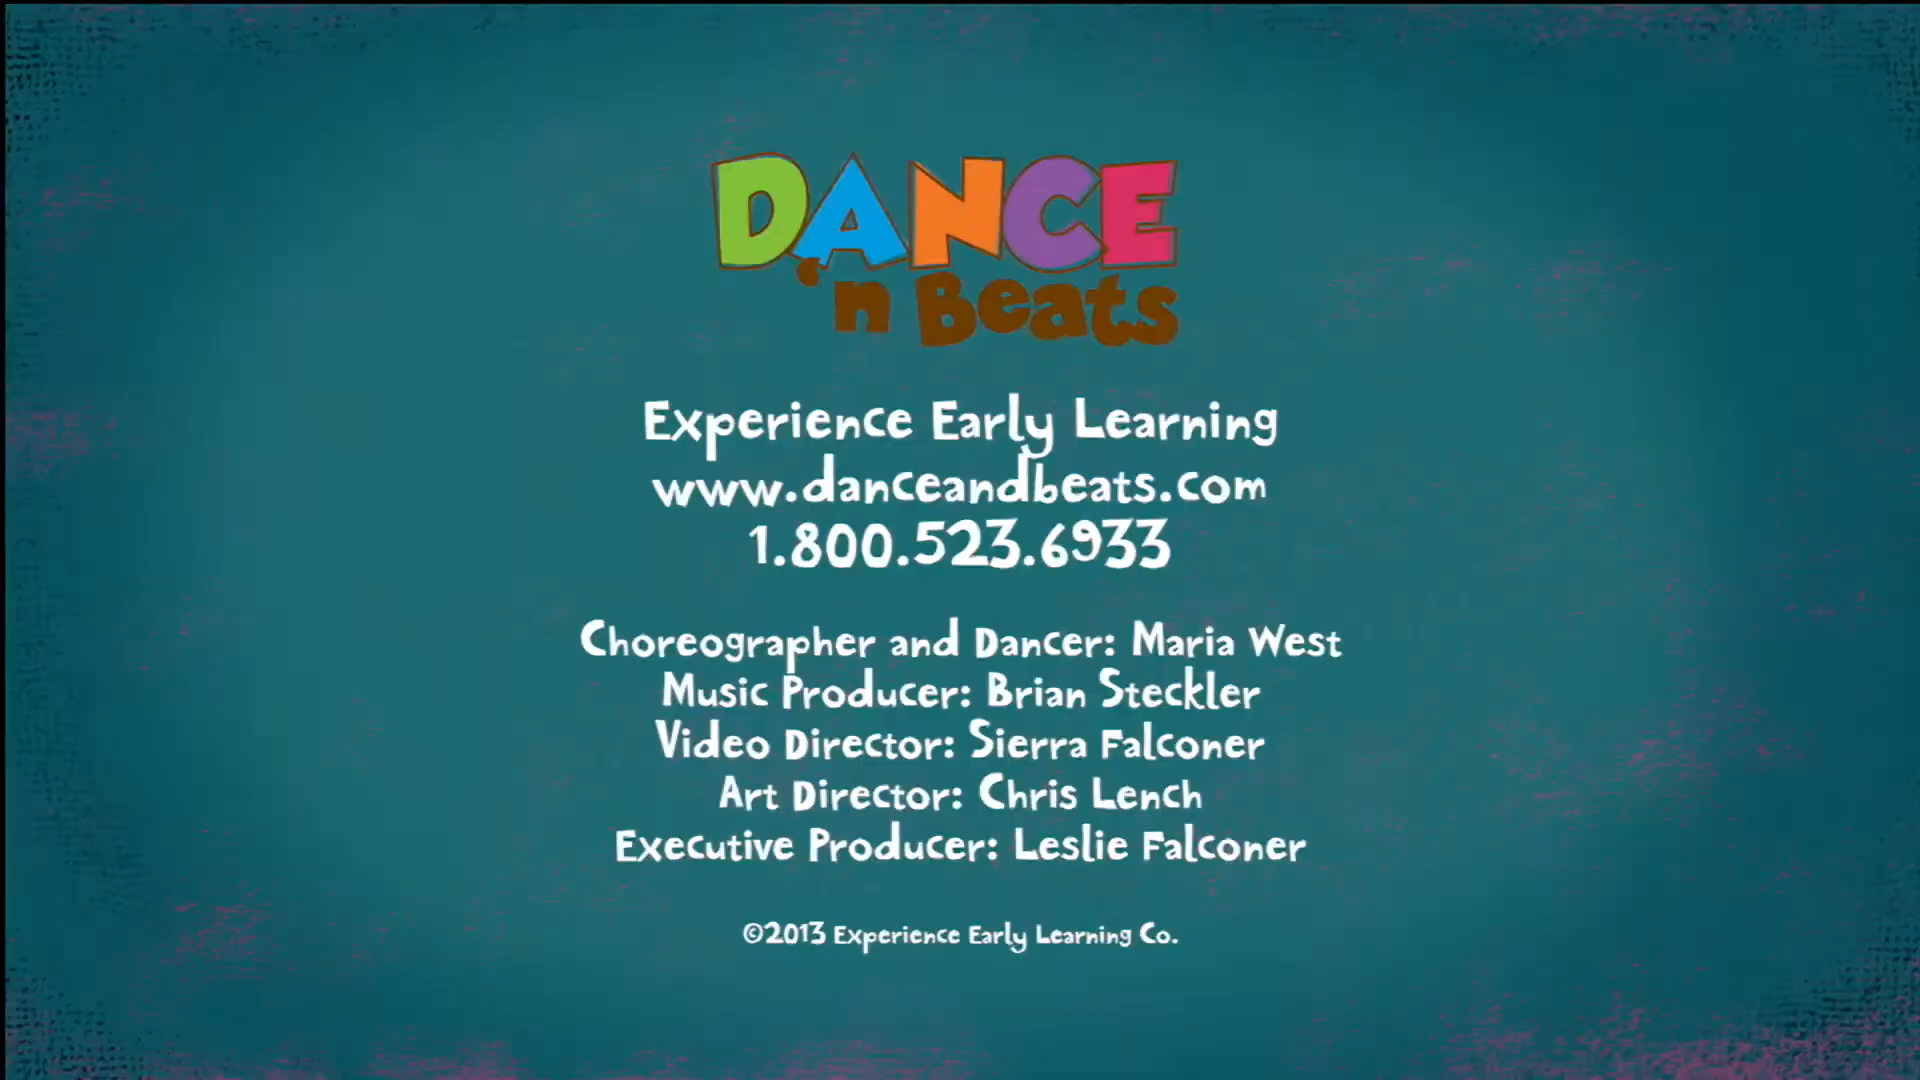 DANCE
'n Beats
Experience Early Learning
www.danceandbeats.com
1.800.523.6933
Choreographer and Dancer: Maria West
Music Producer: Brian Steckler
Video Director: Sierra Falconer
Art Director: Chris Lench
Executive Producer: Leslie Falconer
©2013 Experience Early Learning Co.